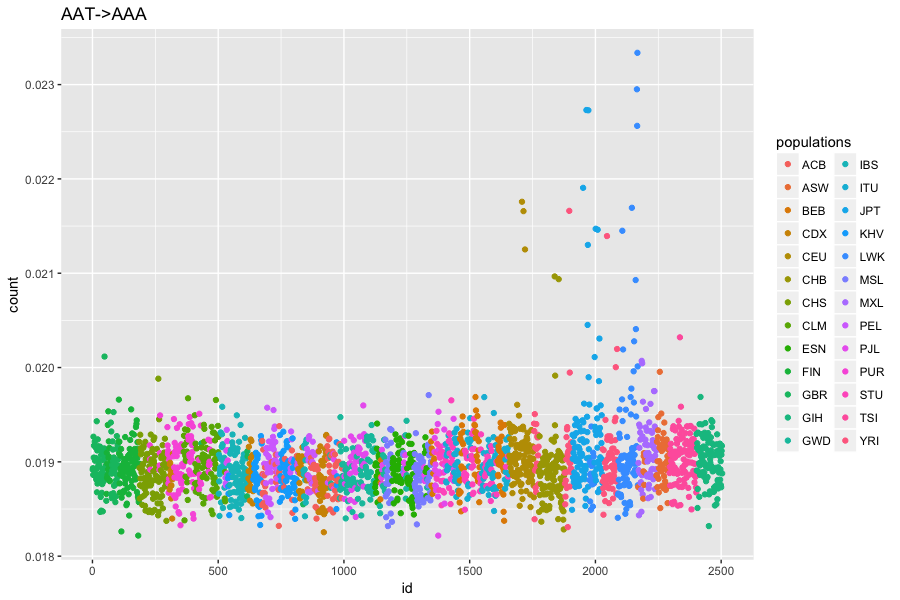 AAT->AAA
count
0.023
0.022
0.021
0.020
0.019
0.018
0 500 1000 1500 2000 2500
id
populations
ACB IBS
ASW ITU
BEB JPT
CDX KHV
CEU LWK
CHB MSL
CHS MXL
CLM PEL
ESN PJL
FIN PUR
GBR STU
GIH TSI
GWD YRI